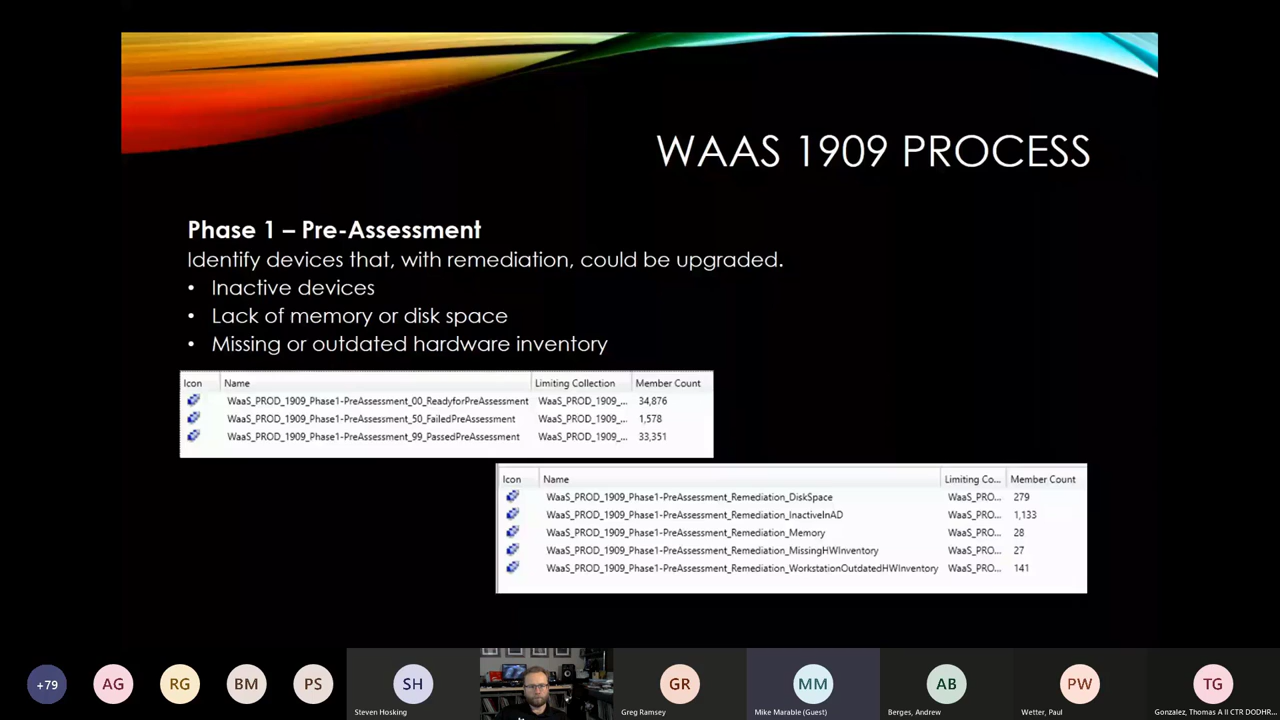 WAAS 1909 PROCESS
Phase 1 – Pre-Assessment
Identify devices that, with remediation, could be upgraded.
• Inactive devices
• Lack of memory or disk space
• Missing or outdated hardware inventory
Icon Name Limiting Collection Member Count
WaaS_PROD_1909_Phase1-PreAssessment_00_ReadyforPreAssessment WaaS_PROD_1909_... 34,876
WaaS_PROD_1909_Phase1-PreAssessment_50_FailedPreAssessment WaaS_PROD_1909_... 1,578
WaaS_PROD_1909_Phase1-PreAssessment_99_PassedPreAssessment WaaS_PROD_1909_... 33,351
Icon Name Limiting Co... Member Count
WaaS_PROD_1909_Phase1-PreAssessment_Remediation_DiskSpace WaaS_PRO... 279
WaaS_PROD_1909_Phase1-PreAssessment_Remediation_InactiveInAD WaaS_PRO... 1,133
WaaS_PROD_1909_Phase1-PreAssessment_Remediation_Memory WaaS_PRO... 28
WaaS_PROD_1909_Phase1-PreAssessment_Remediation_MissingHWInventory WaaS_PRO... 27
WaaS_PROD_1909_Phase1-PreAssessment_Remediation_WorkstationOutdatedHWInventory WaaS_PRO... 141
+79 AG RG BM PS SH GR MM AB PW TG
Steven Hosking Greg Ramsey Mike Marable (Guest) Berges, Andrew Wetter, Paul Gonzalez, Thomas A II CTR DODHR...